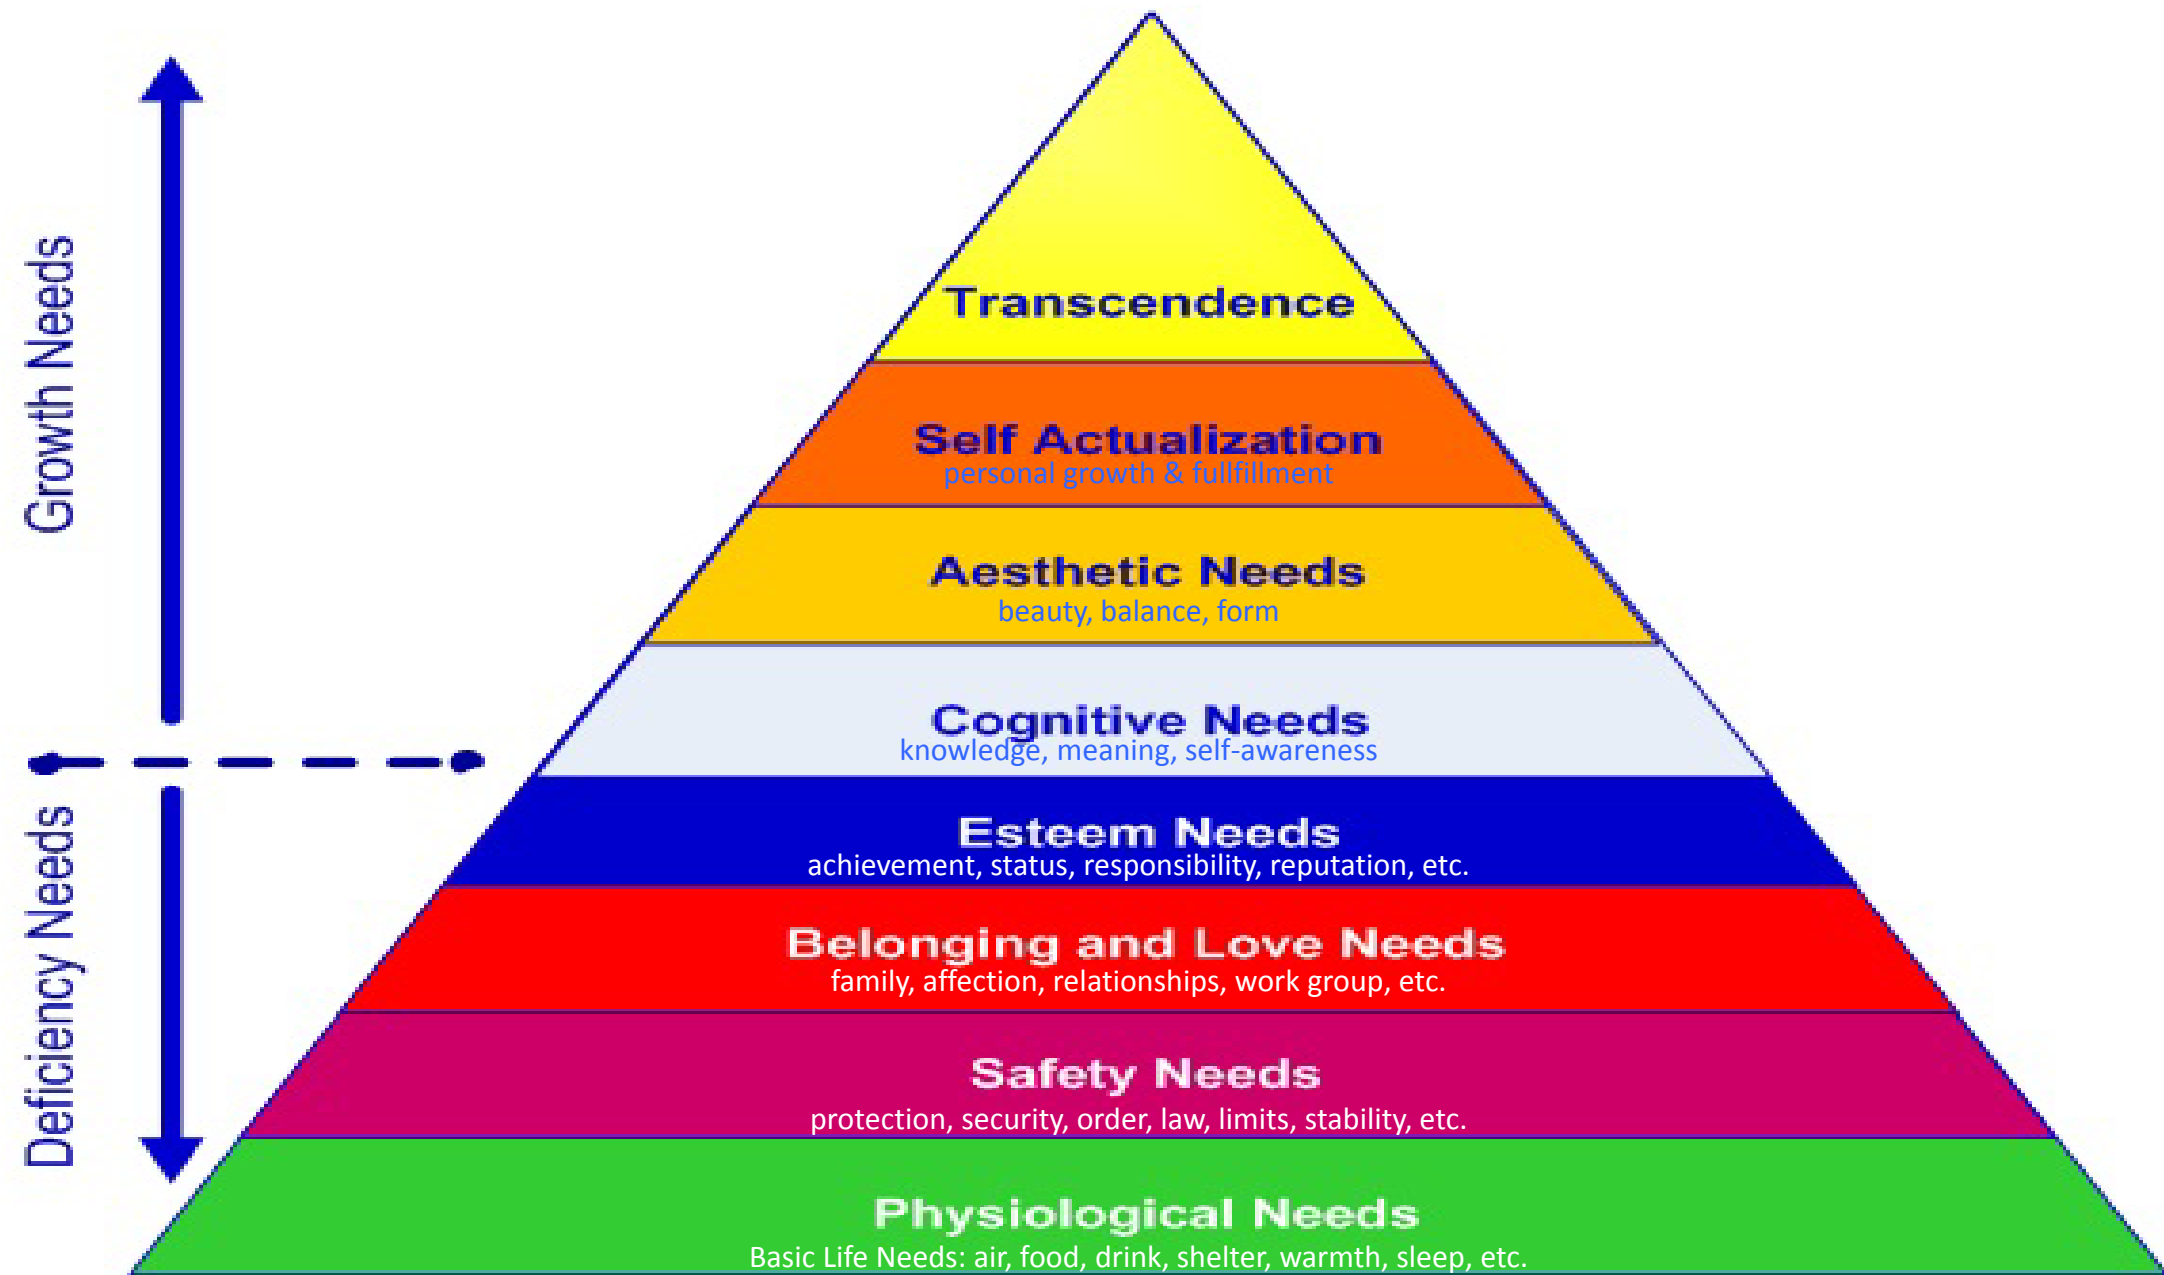 Growth Needs
Deficiency Needs
Transcendence
Self Actualization
personal growth & fullfillment
Aesthetic Needs
beauty, balance, form
Cognitive Needs
knowledge, meaning, self-awareness
Esteem Needs
achievement, status, responsibility, reputation, etc.
Belonging and Love Needs
family, affection, relationships, work group, etc.
Safety Needs
protection, security, order, law, limits, stability, etc.
Physiological Needs
Basic Life Needs: air, food, drink, shelter, warmth, sleep, etc.